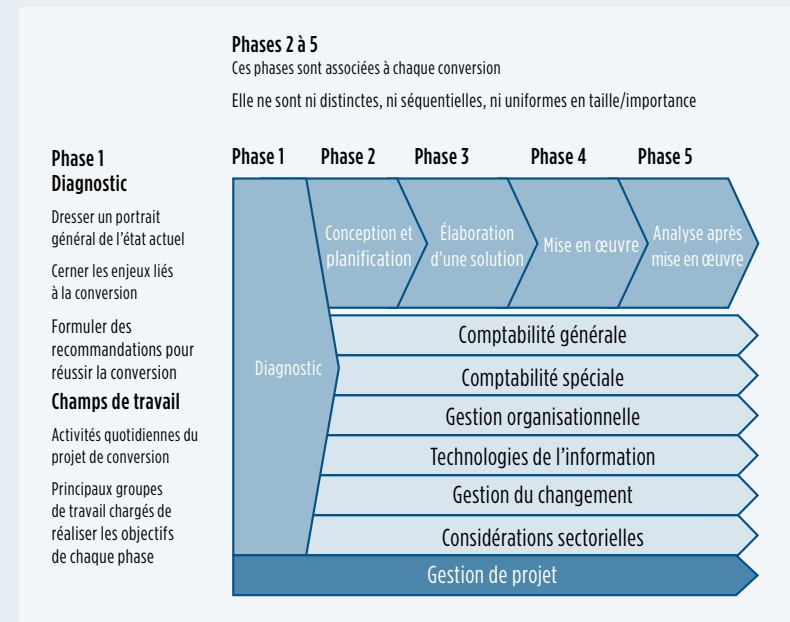 Phases 2 à 5
Ces phases sont associées à chaque conversion
Elle ne sont ni distinctes, ni séquentielles, ni uniformes en taille/importance
Phase 1
Diagnostic
Dresser un portrait
général de l'état actuel
Cerner les enjeux liés
à la conversion
Formuler des
recommandations pour
réussir la conversion
Champs de travail
Activités quotidiennes du
projet de conversion
Principaux groupes
de travail chargés de
réaliser les objectifs
de chaque phase
Phase 1 Phase 2 Phase 3 Phase 4 Phase 5
Diagnostic
Conception et
planification
Élaboration
d'une solution
Mise en œuvre
Analyse après
mise en œuvre
Comptabilité générale
Comptabilité spéciale
Gestion organisationnelle
Technologies de l'information
Gestion du changement
Considérations sectorielles
Gestion de projet